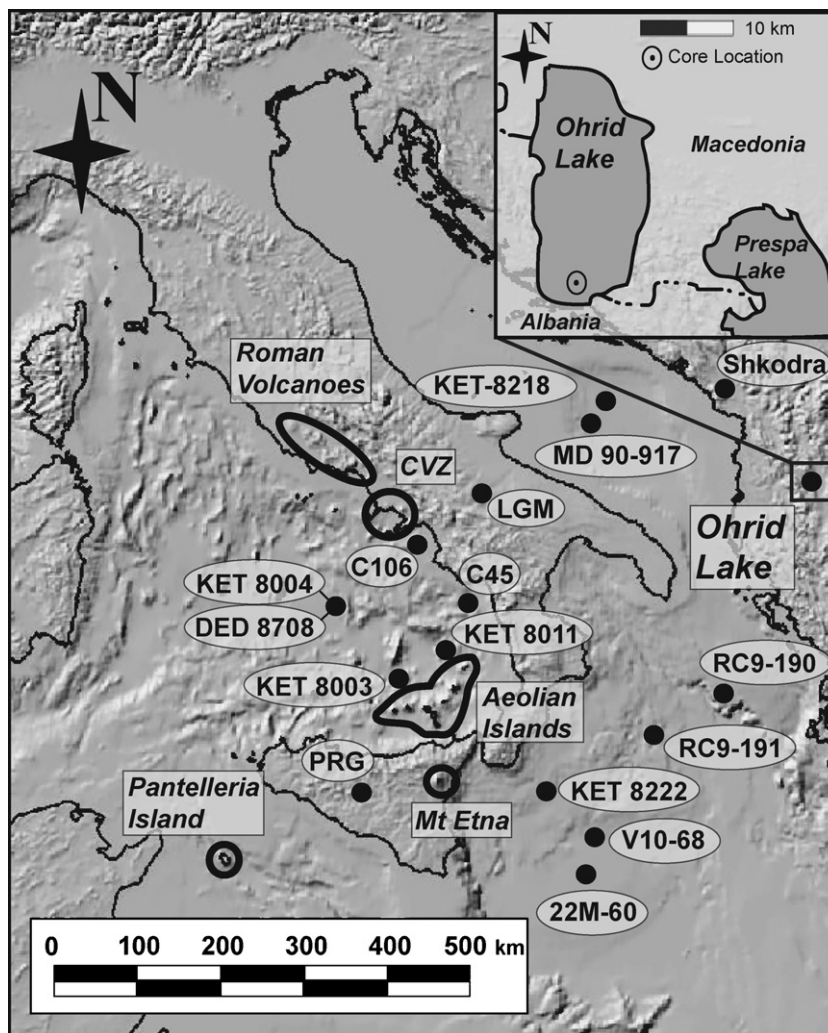 N
N
10 km
Core Location
Ohrid
Lake
Macedonia
Prespa
Lake
Albania
Roman
Volcanoes
KET-8218
Shkodra
CVZ
MD 90-917
LGM
Ohrid
Lake
C106
C45
KET 8004
DED 8708
KET 8011
KET 8003
RC9-190
Aeolian
Islands
RC9-191
PRG
Pantelleria
Island
Mt Etna
KET 8222
V10-68
22M-60
0 100 200 300 400 500 km